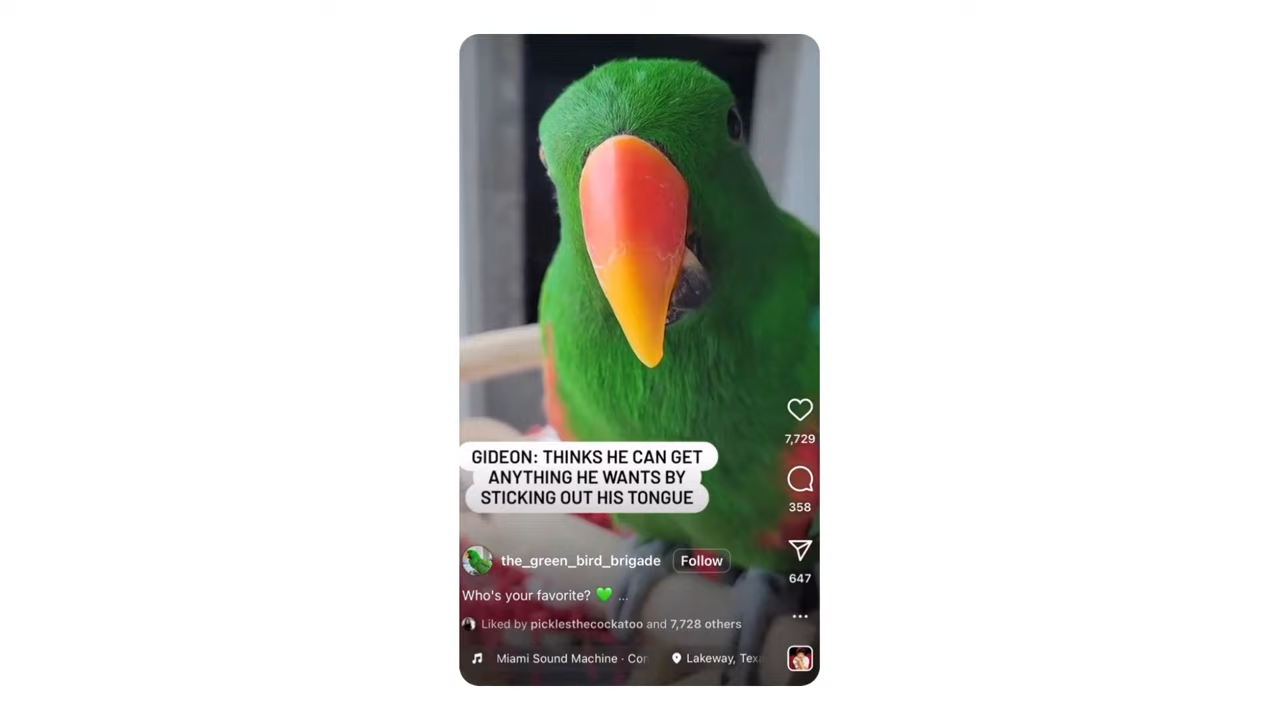 GIDEON: THINKS HE CAN GET
ANYTHING HE WANTS BY
STICKING OUT HIS TONGUE
7,729
358
the_green_bird_brigade Follow
647
Who's your favorite? 💚 ...
Liked by picklesthecockatoo and 7,728 others
Miami Sound Machine · Cor
Lakeway, Texa